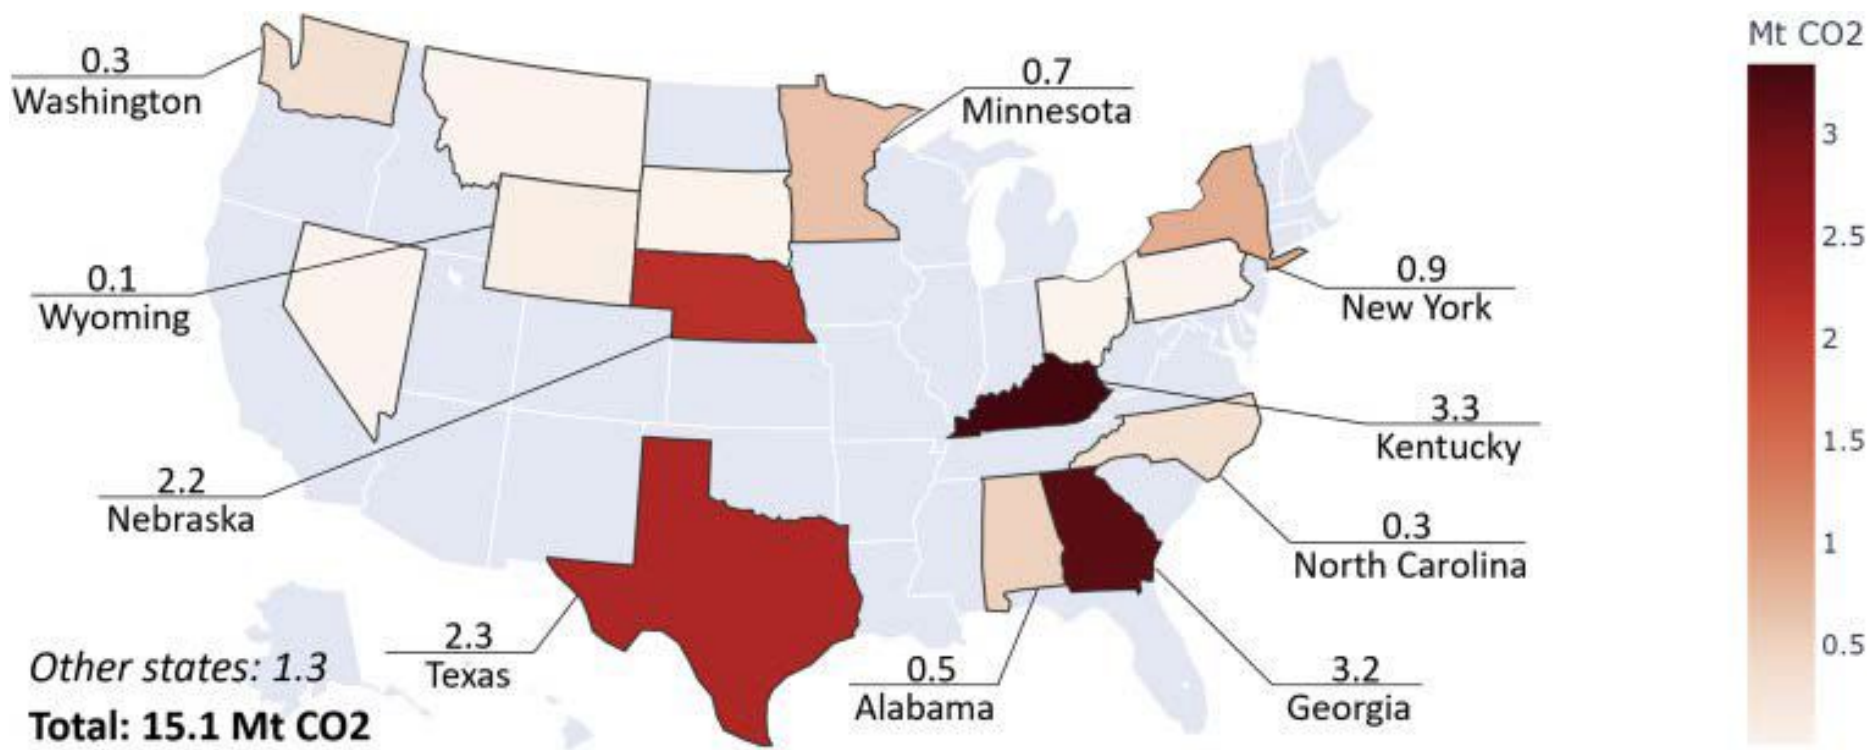 0.3
Washington
0.7
Minnesota
0.1
Wyoming
0.9
New York
3.3
Kentucky
2.2
Nebraska
0.3
North Carolina
2.3
Texas
0.5
Alabama
3.2
Georgia
Other states: 1.3
Total: 15.1 Mt CO2
Mt CO2
3
2.5
2
1.5
1
0.5